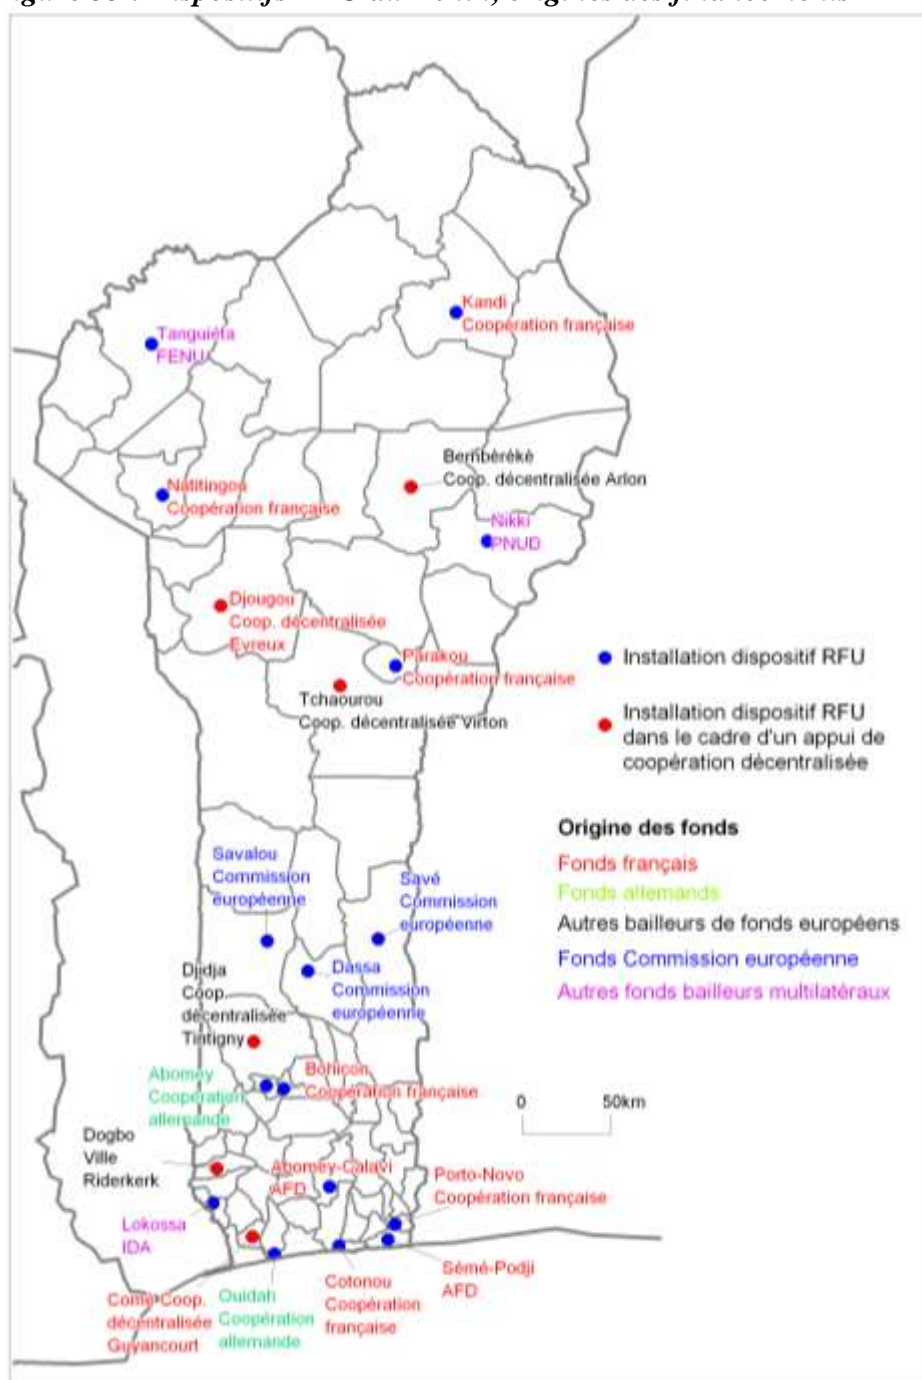 Kandi
Coopération française
Tanguiéta
FENU
Bembèrèkè
Coop. décentralisée Arlon
Natitingou
Coopération française
Nikki
PNUD
Djougou
Coop. décentralisée
Evreux
Parakou
Coopération française
Tchaourou
Coop. décentralisée Virton
Installation dispositif RFU
Installation dispositif RFU
dans le cadre d'un appui de
coopération décentralisée
Origine des fonds
Fonds français
Fonds allemands
Autres bailleurs de fonds européens
Fonds Commission européenne
Autres fonds bailleurs multilatéraux
Savalou
Commission
européenne
Savé
Commission
européenne
Dassa
Commission
européenne
Djidja
Coop.
décentralisée
Tintigny
Abomey
Coopération
allemande
Bohicon
Coopération française
0 50km
Dogbo
Ville
Riderkerk
Abomey-Calavi
AFD
Porto-Novo
Coopération française
Lokossa
IDA
Sémé-Podji
AFD
Comé Coop.
décentralisée
Guyancourt
Ouidah
Coopération
allemande
Cotonou
Coopération
française